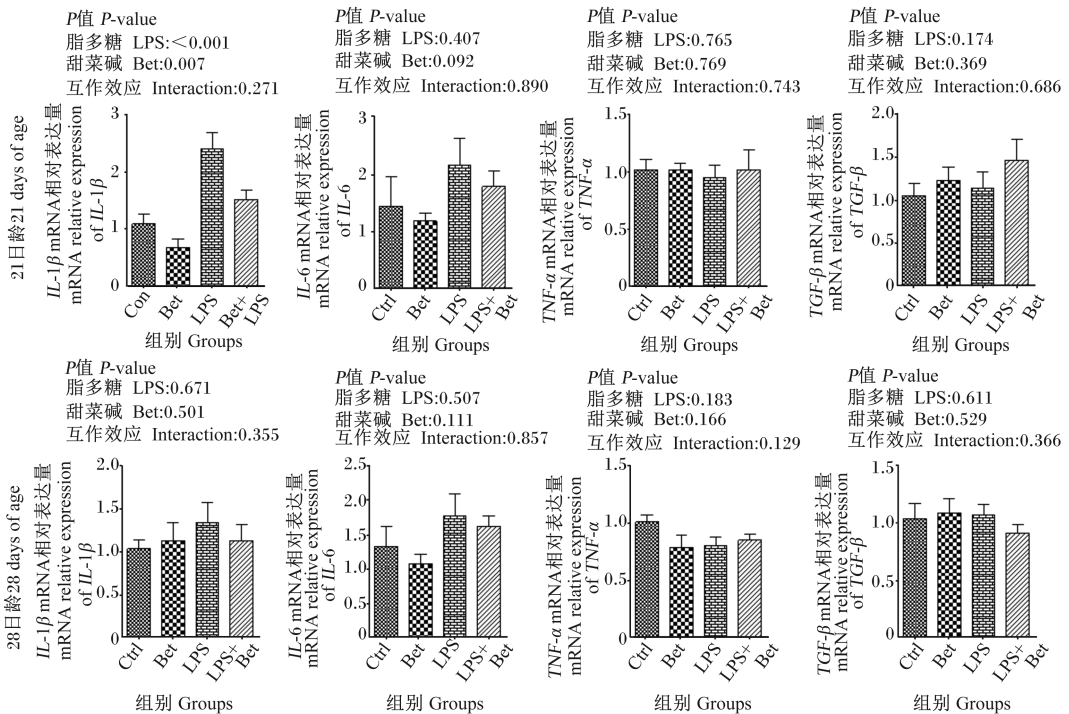 P值 P-value
脂多糖 LPS:<0.001
甜菜碱 Bet:0.007
互作效应 Interaction:0.271
21日龄21 days of age
IL-1β mRNA相对表达量
mRNA relative expression
of IL-1β
3
2
1
0
Con
Bet
LPS
Bet+
LPS
组别 Groups
P值 P-value
脂多糖 LPS:0.407
甜菜碱 Bet:0.092
互作效应 Interaction:0.890
IL-6 mRNA相对表达量
mRNA relative expression
of IL-6
3
2
1
0
Ctrl
Bet
LPS
LPS+
Bet
组别 Groups
P值 P-value
脂多糖 LPS:0.765
甜菜碱 Bet:0.769
互作效应 Interaction:0.743
TNF-α mRNA相对表达量
mRNA relative expression
of TNF-α
1.5
1.0
0.5
0
Ctrl
Bet
LPS
LPS+
Bet
组别 Groups
P值 P-value
脂多糖 LPS:0.174
甜菜碱 Bet:0.369
互作效应 Interaction:0.686
TGF-β mRNA相对表达量
mRNA relative expression
of TGF-β
2.0
1.5
1.0
0.5
0.0
Ctrl
Bet
LPS
LPS+
Bet
组别 Groups
P值 P-value
脂多糖 LPS:0.671
甜菜碱 Bet:0.501
互作效应 Interaction:0.355
28日龄28 days of age
IL-1β mRNA相对表达量
mRNA relative expression
of IL-1β
2.0
1.5
1.0
0.5
0.0
Ctrl
Bet
LPS
LPS+
Bet
组别 Groups
P值 P-value
脂多糖 LPS:0.507
甜菜碱 Bet:0.111
互作效应 Interaction:0.857
IL-6 mRNA相对表达量
mRNA relative expression
of IL-6
2.5
2.0
1.5
1.0
0.5
0.0
Ctrl
Bet
LPS
LPS+
Bet
组别 Groups
P值 P-value
脂多糖 LPS:0.183
甜菜碱 Bet:0.166
互作效应 Interaction:0.129
TNF-α mRNA相对表达量
mRNA relative expression
of TNF-α
1.5
1.0
0.5
0
Ctrl
Bet
LPS
LPS+
Bet
组别 Groups
P值 P-value
脂多糖 LPS:0.611
甜菜碱 Bet:0.529
互作效应 Interaction:0.366
TGF-β mRNA相对表达量
mRNA relative expression
of TGF-β
1.5
1.0
0.5
0.0
Ctrl
Bet
LPS
LPS+
Bet
组别 Groups